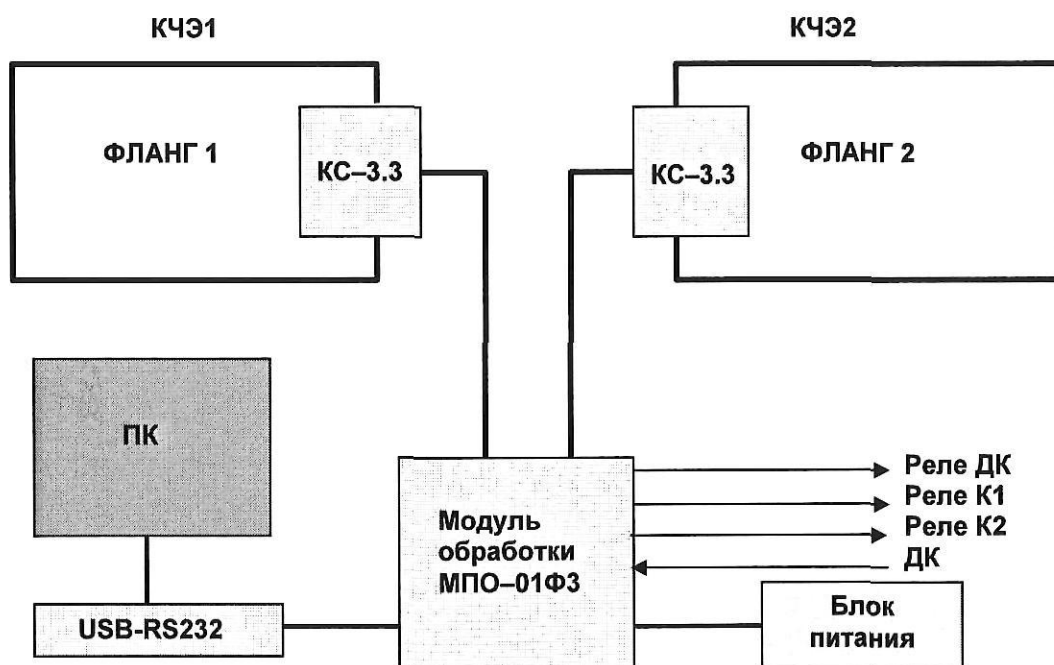 КЧЭ1
КЧЭ2
ФЛАНГ 1
КС–3.3
КС–3.3
ФЛАНГ 2
ПК
USB-RS232
Модуль
обработки
МПО–01Ф3
Реле ДК
Реле К1
Реле К2
ДК
Блок
питания